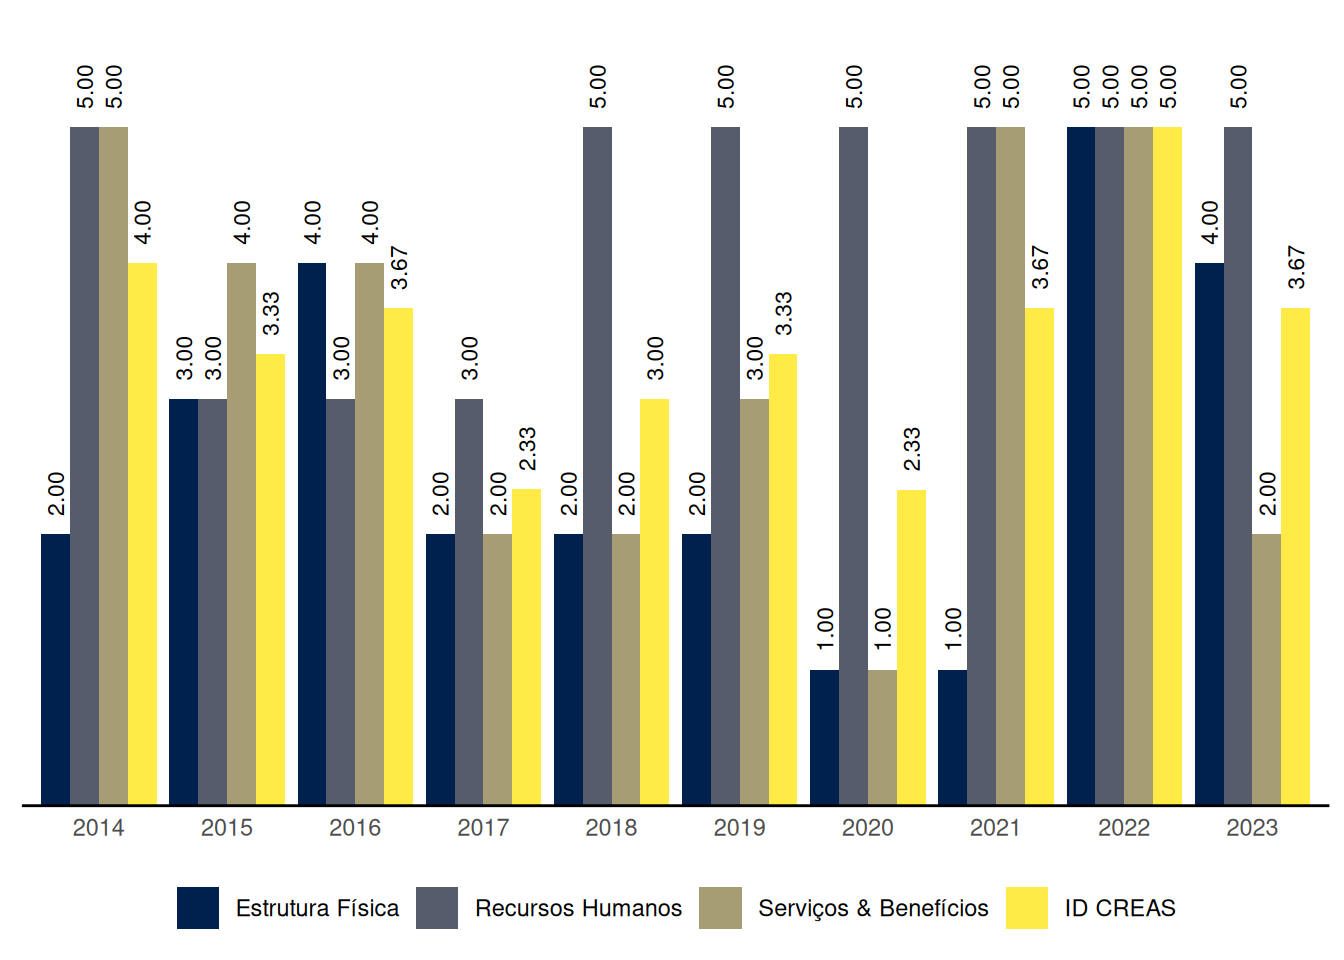 2.00 5.00 5.00 4.00
3.00 3.00 4.00 3.33
4.00 3.00 4.00 3.67
2.00 3.00 2.00 2.33
2.00 5.00 2.00 3.00
2.00 5.00 3.00 3.33
1.00 5.00 1.00 2.33
1.00 5.00 5.00 3.67
5.00 5.00 5.00 5.00
4.00 5.00 2.00 3.67
2014 2015 2016 2017 2018 2019 2020 2021 2022 2023
Estrutura Física Recursos Humanos Serviços & Benefícios ID CREAS